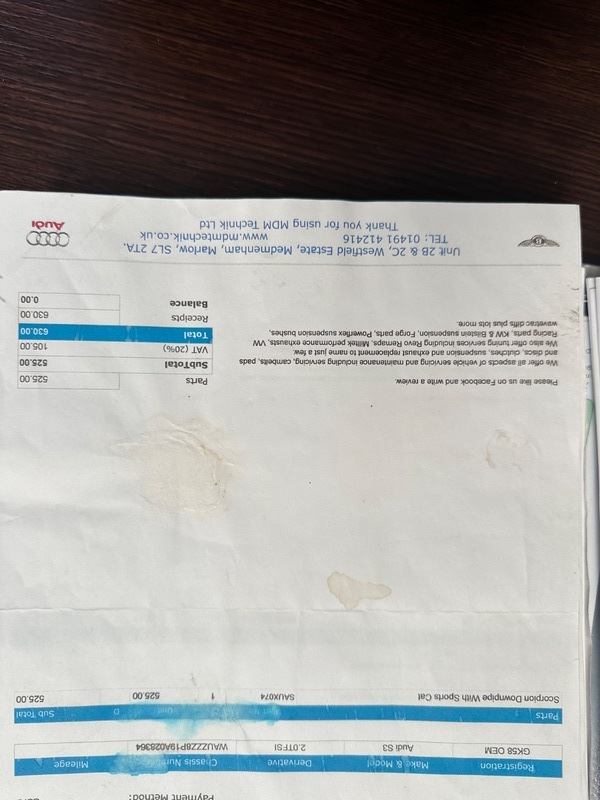 Payment Method:
Registration Make & Model Derivative Chassis Number Mileage
GK58 OEM Audi S3 2.0TFSI WAUZZZ8P19A028364
Parts Unit Sub Total
Scorpion Downpipe With Sports Cat SAUX074 1 525.00 525.00
Please like us on Facebook and write a review.
We offer all aspects of vehicle servicing and maintenance including servicing, cambelts, pads
and discs, clutches, suspension and exhaust replacement to name just a few.
We also offer tuning services including Revo Remaps, Milltek performance exhausts, VW
Racing parts, KW & Bilstein suspension, Forge parts, Powerflex suspension bushes,
wavetrac diffs plus lots more.
Parts 525.00
SubTotal 525.00
VAT (20%) 105.00
Total 630.00
Receipts 630.00
Balance 0.00
Unit 2B & 2C, Westfield Estate, Medmenham, Marlow, SL7 2TA.
TEL: 01491 412416 www.mdmtechnik.co.uk
Thank you for using MDM Technik Ltd
B
Audi